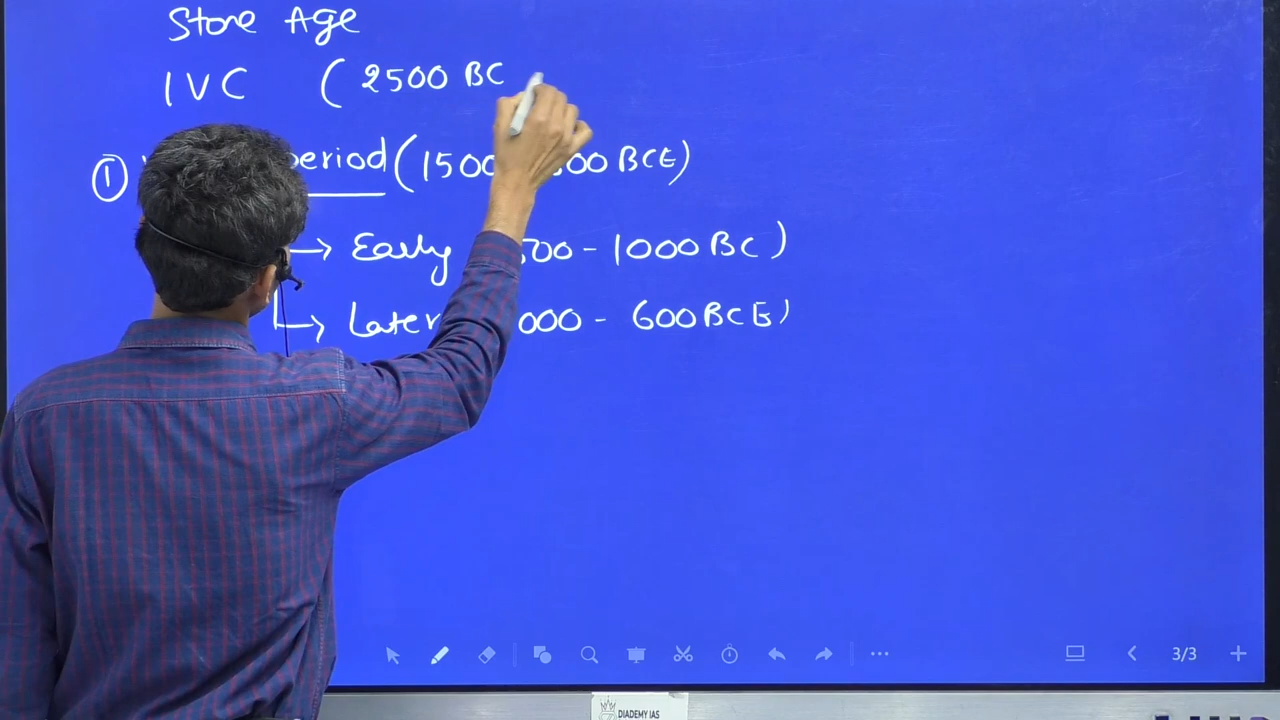 Stone Age
IVC ( 2500 BC
① period (1500 00 BCE)
→ Early 500 - 1000 BC )
→ Later 000 - 600 BCE )
3/3
DIADEMY IAS